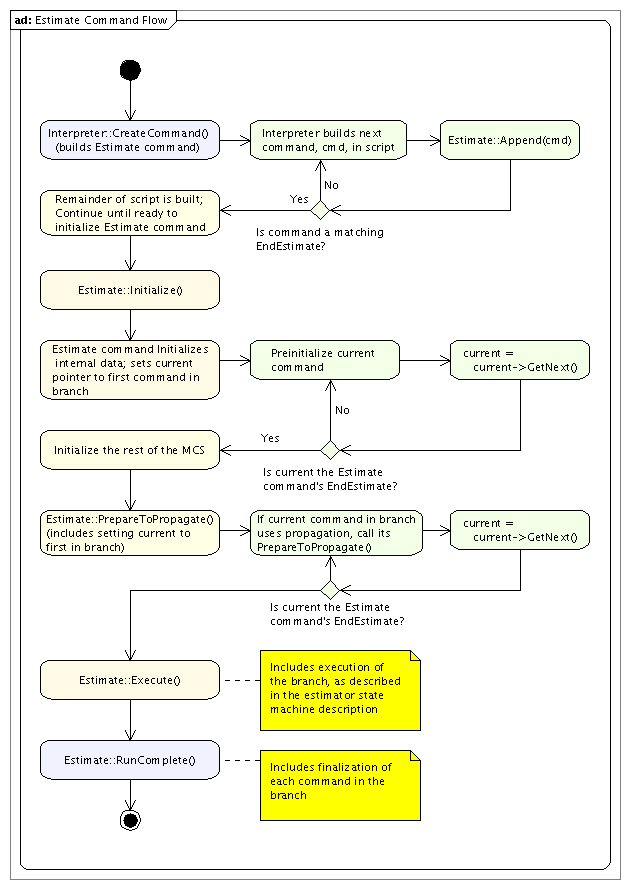 ad: Estimate Command Flow
Interpreter::CreateCommand()
(builds Estimate command)
Interpreter builds next
command, cmd, in script
Estimate::Append(cmd)
No
Yes
Remainder of script is built;
Continue until ready to
initialize Estimate command
Is command a matching
EndEstimate?
Estimate::Initialize()
Estimate command Initializes
internal data; sets current
pointer to first command in
branch
Preinitialize current
command
current =
current->GetNext()
No
Yes
Initialize the rest of the MCS
Is current the Estimate
command's EndEstimate?
Estimate::PrepareToPropagate()
(includes setting current to
first in branch)
If current command in branch
uses propagation, call its
PrepareToPropagate()
current =
current->GetNext()
Is current the Estimate
command's EndEstimate?
Estimate::Execute()
Includes execution of
the branch, as described
in the estimator state
machine description
Estimate::RunComplete()
Includes finalization of
each command in the
branch